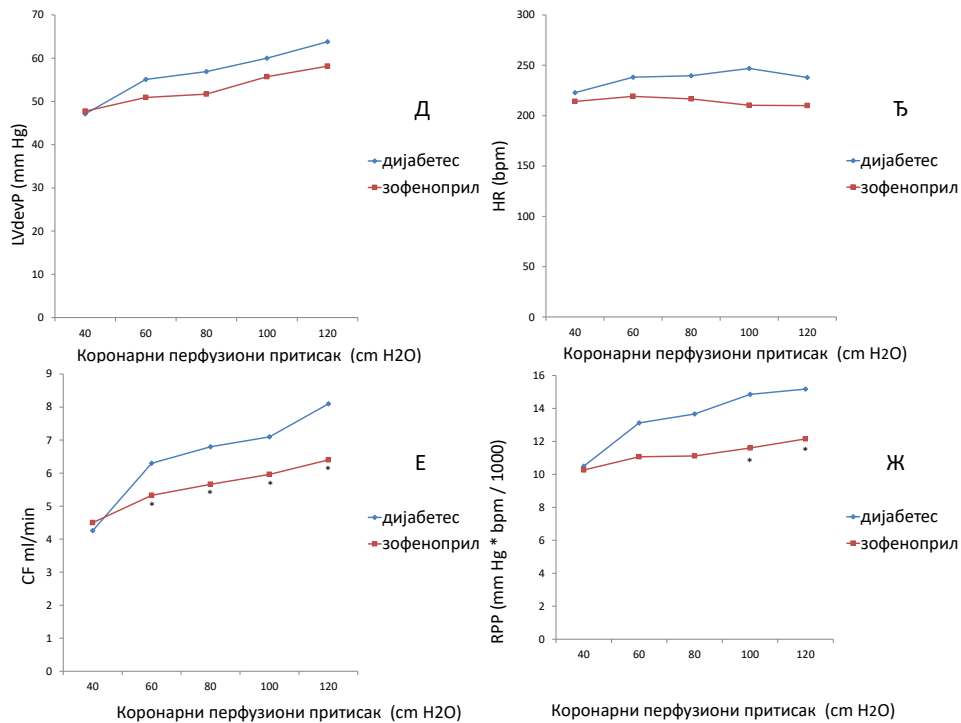 70
60
50
40
30
20
10
0
LVdevP (mm Hg)
40 60 80 100 120
Коронарни перфузиони притисак (cm H2O)
Д
дијабетес
зофеноприл
300
250
200
150
100
50
0
HR (bpm)
40 60 80 100 120
Коронарни перфузиони притисак (cm H2O)
Ђ
дијабетес
зофеноприл
9
8
7
6
5
4
3
2
1
0
CF ml/min
* * * *
40 60 80 100 120
Коронарни перфузиони притисак (cm H2O)
Е
дијабетес
зофеноприл
16
14
12
10
8
6
4
2
0
RPP (mm Hg * bpm / 1000)
* *
40 60 80 100 120
Коронарни перфузиони притисак (cm H2O)
Ж
дијабетес
зофеноприл